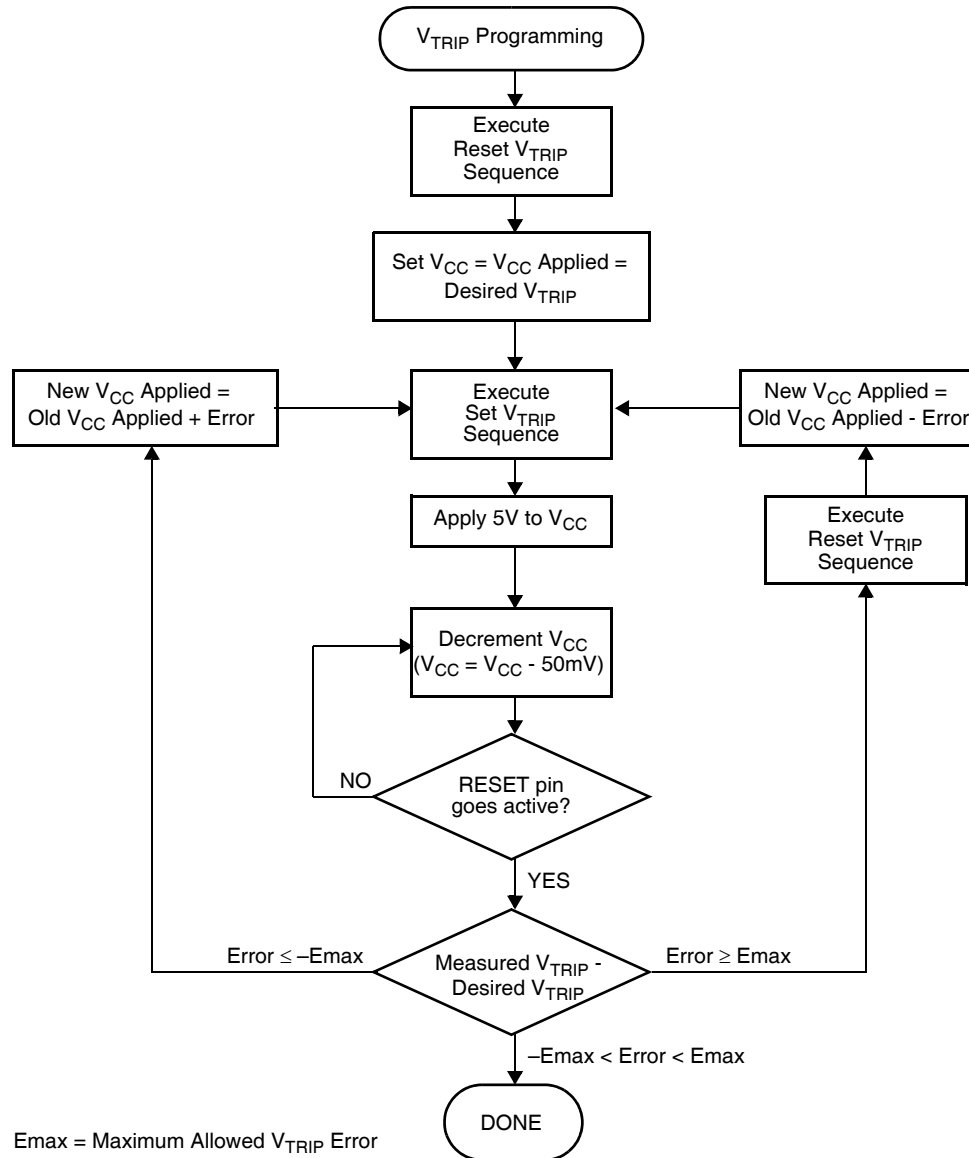 V_TRIP Programming
Execute
Reset V_TRIP
Sequence
Set V_CC = V_CC Applied =
Desired V_TRIP
New V_CC Applied =
Old V_CC Applied + Error
Execute
Set V_TRIP
Sequence
New V_CC Applied =
Old V_CC Applied - Error
Apply 5V to V_CC
Execute
Reset V_TRIP
Sequence
Decrement V_CC
(V_CC = V_CC - 50mV)
NO
RESET pin
goes active?
YES
Error ≤ –Emax
Measured V_TRIP -
Desired V_TRIP
Error ≥ Emax
–Emax < Error < Emax
DONE
Emax = Maximum Allowed V_TRIP Error